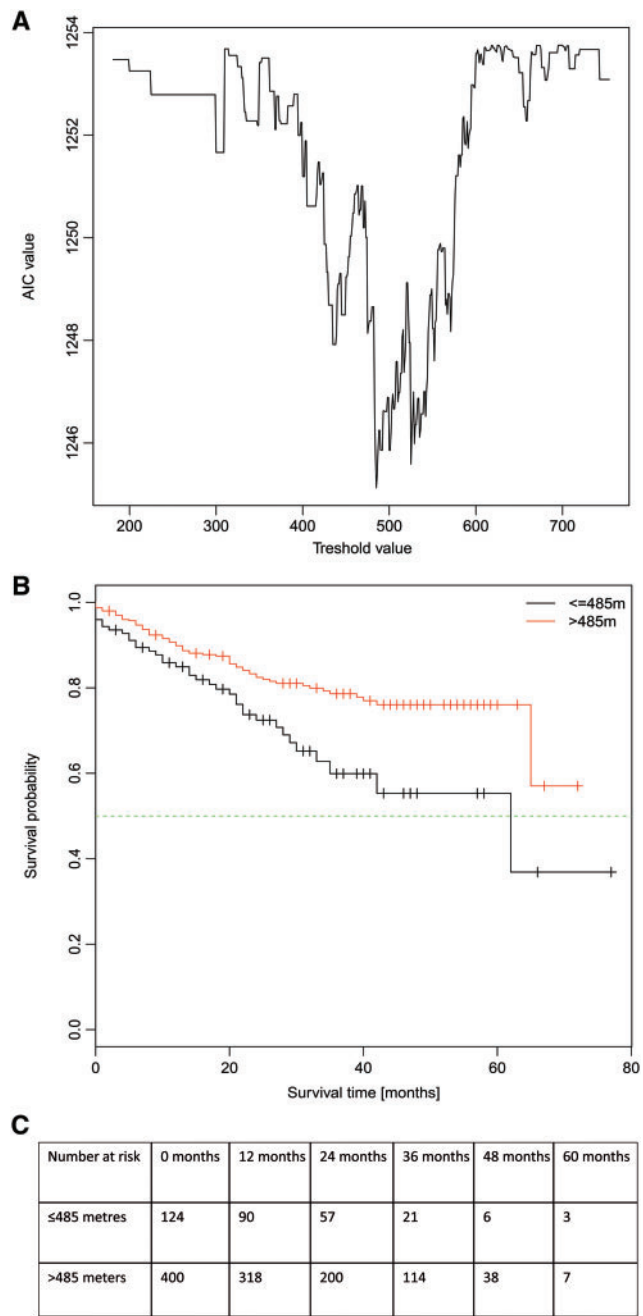 A
AIC value
1254
1252
1250
1248
1246
200 300 400 500 600 700
Treshold value
B
<=485m
>485m
Survival probability
1.0
0.8
0.6
0.4
0.2
0.0
0 20 40 60 80
Survival time [months]
C
Number at risk 0 months 12 months 24 months 36 months 48 months 60 months
≤485 metres 124 90 57 21 6 3
>485 meters 400 318 200 114 38 7